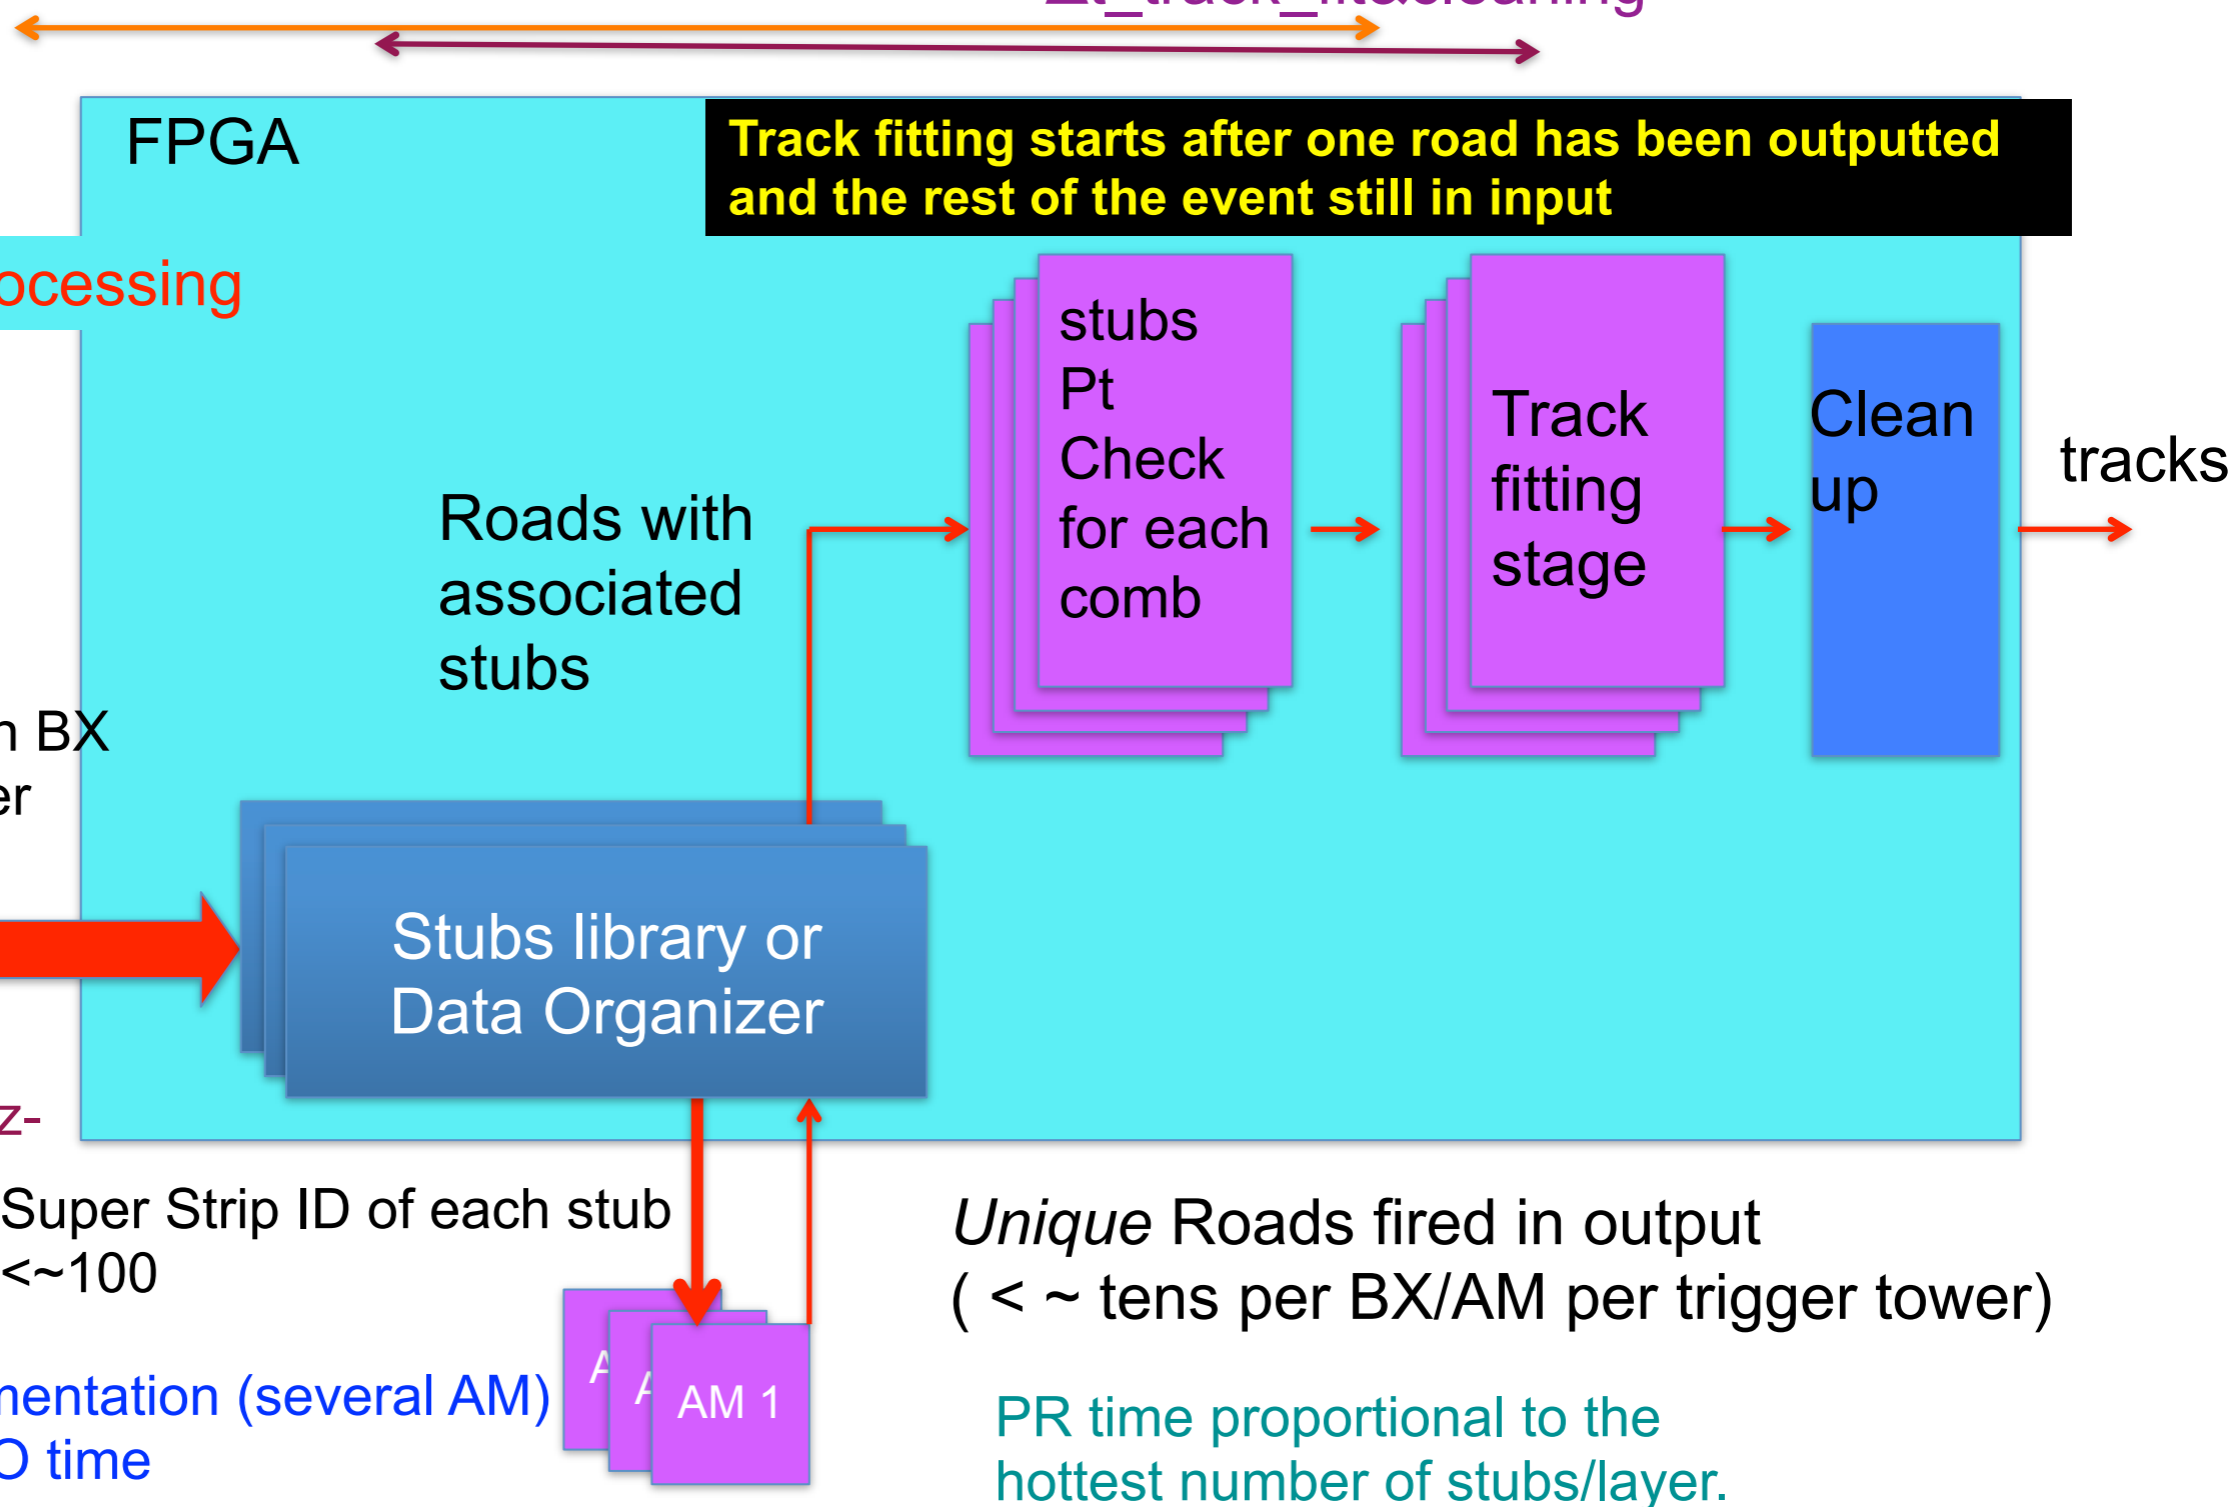 Δt_track_fit&cleaning
FPGA
Track fitting starts after one road has been outputted
and the rest of the event still in input
stubs
Pt
Check
for each
comb
Track
fitting
stage
Clean
up
tracks
Roads with
associated
stubs
BX
Stubs library or
Data Organizer
z-
Super Strip ID of each stub
<~100
Unique Roads fired in output
( < ~ tens per BX/AM per trigger tower)
(several AM)
time
AM 1
PR time proportional to the
hottest number of stubs/layer.